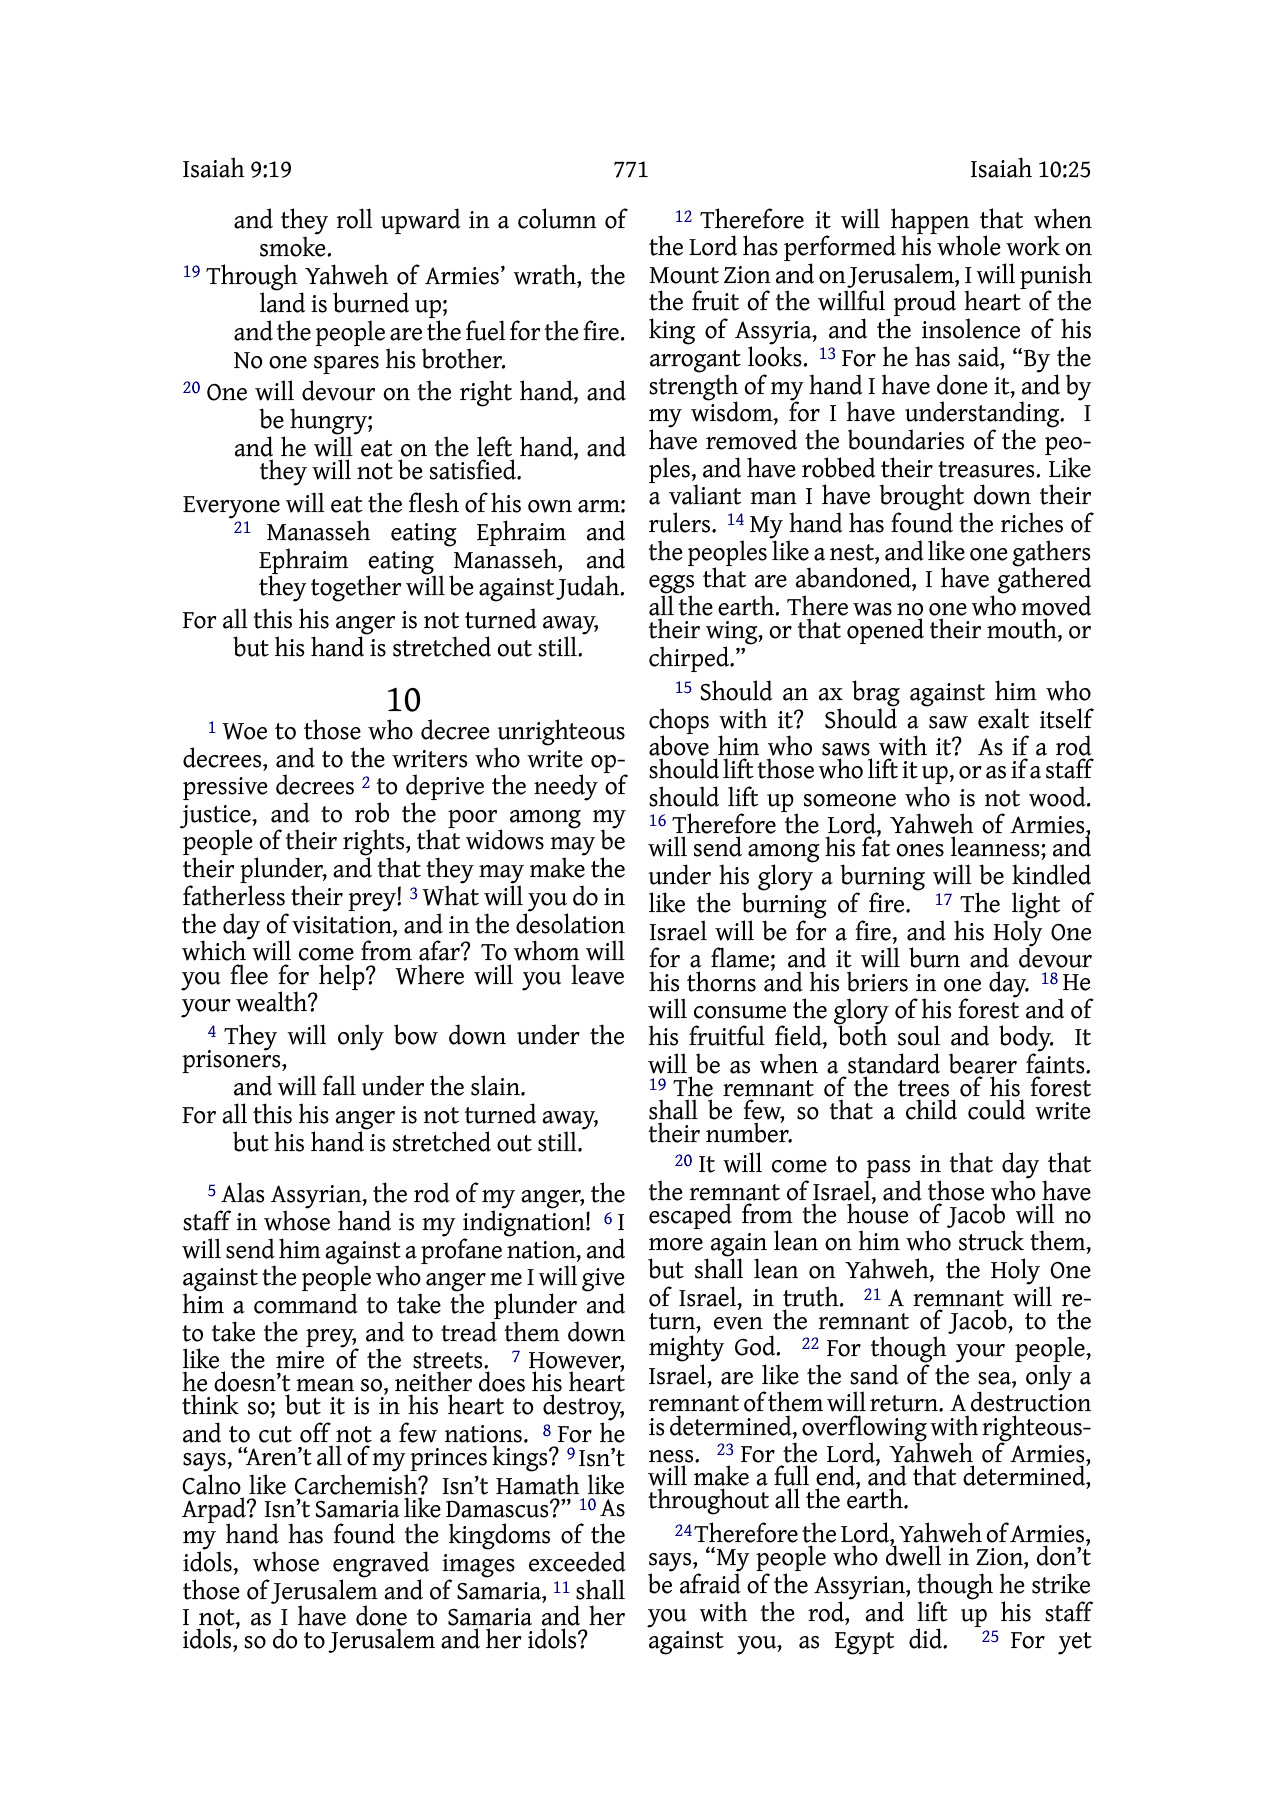 Isaiah 9:19 771 Isaiah 10:25
and they roll upward in a column of
smoke.
19 Through Yahweh of Armies’ wrath, the
land is burned up;
and the people are the fuel for the fire.
No one spares his brother.
20 One will devour on the right hand, and
be hungry;
and he will eat on the left hand, and
they will not be satisfied.
Everyone will eat the flesh of his own arm:
21 Manasseh eating Ephraim and
Ephraim eating Manasseh, and
they together will be against Judah.
For all this his anger is not turned away,
but his hand is stretched out still.
10
1 Woe to those who decree unrighteous
decrees, and to the writers who write op-
pressive decrees 2 to deprive the needy of
justice, and to rob the poor among my
people of their rights, that widows may be
their plunder, and that they may make the
fatherless their prey! 3 What will you do in
the day of visitation, and in the desolation
which will come from afar? To whom will
you flee for help? Where will you leave
your wealth?
4 They will only bow down under the
prisoners,
and will fall under the slain.
For all this his anger is not turned away,
but his hand is stretched out still.
5 Alas Assyrian, the rod of my anger, the
staff in whose hand is my indignation! 6 I
will send him against a profane nation, and
against the people who anger me I will give
him a command to take the plunder and
to take the prey, and to tread them down
like the mire of the streets. 7 However,
he doesn’t mean so, neither does his heart
think so; but it is in his heart to destroy,
and to cut off not a few nations. 8 For he
says, “Aren’t all of my princes kings? 9 Isn’t
Calno like Carchemish? Isn’t Hamath like
Arpad? Isn’t Samaria like Damascus?” 10 As
my hand has found the kingdoms of the
idols, whose engraved images exceeded
those of Jerusalem and of Samaria, 11 shall
I not, as I have done to Samaria and her
idols, so do to Jerusalem and her idols?
12 Therefore it will happen that when
the Lord has performed his whole work on
Mount Zion and on Jerusalem, I will punish
the fruit of the willful proud heart of the
king of Assyria, and the insolence of his
arrogant looks. 13 For he has said, “By the
strength of my hand I have done it, and by
my wisdom, for I have understanding. I
have removed the boundaries of the peo-
ples, and have robbed their treasures. Like
a valiant man I have brought down their
rulers. 14 My hand has found the riches of
the peoples like a nest, and like one gathers
eggs that are abandoned, I have gathered
all the earth. There was no one who moved
their wing, or that opened their mouth, or
chirped.”
15 Should an ax brag against him who
chops with it? Should a saw exalt itself
above him who saws with it? As if a rod
should lift those who lift it up, or as if a staff
should lift up someone who is not wood.
16 Therefore the Lord, Yahweh of Armies,
will send among his fat ones leanness; and
under his glory a burning will be kindled
like the burning of fire. 17 The light of
Israel will be for a fire, and his Holy One
for a flame; and it will burn and devour
his thorns and his briers in one day. 18 He
will consume the glory of his forest and of
his fruitful field, both soul and body. It
will be as when a standard bearer faints.
19 The remnant of the trees of his forest
shall be few, so that a child could write
their number.
20 It will come to pass in that day that
the remnant of Israel, and those who have
escaped from the house of Jacob will no
more again lean on him who struck them,
but shall lean on Yahweh, the Holy One
of Israel, in truth. 21 A remnant will re-
turn, even the remnant of Jacob, to the
mighty God. 22 For though your people,
Israel, are like the sand of the sea, only a
remnant of them will return. A destruction
is determined, overflowing with righteous-
ness. 23 For the Lord, Yahweh of Armies,
will make a full end, and that determined,
throughout all the earth.
24 Therefore the Lord, Yahweh of Armies,
says, “My people who dwell in Zion, don’t
be afraid of the Assyrian, though he strike
you with the rod, and lift up his staff
against you, as Egypt did. 25 For yet